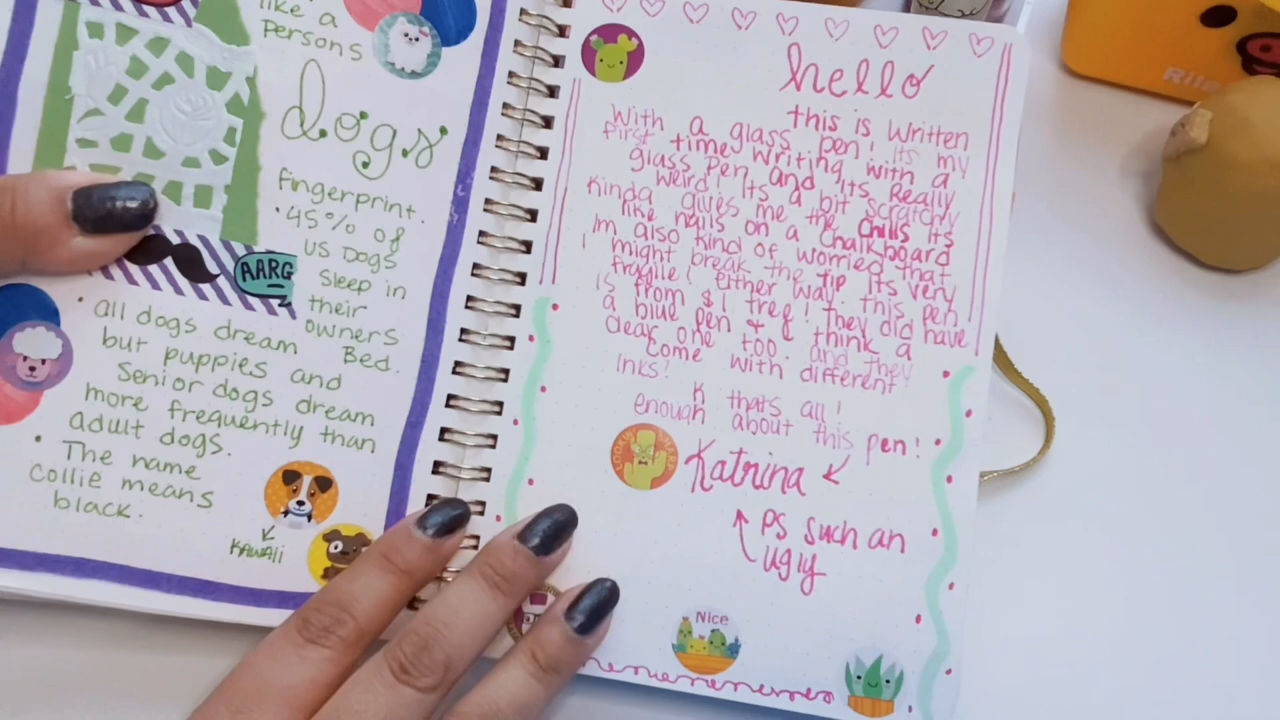 like a
persons
dogs
fingerprint.
• 45% of
US Dogs
sleep in
their
owners
Bed.
AARG
• all dogs dream
but puppies and
Senior dogs dream
more frequently than
adult dogs.
• The name
collie means
black.
KAWAII
hello
this is written
With a glass pen! Its my
first time writing with a
glass pen and its Really
weird! Its a bit scratchy
Kinda gives me the Chills its
like nails on a chalkboard
Im also kind of worried that
I might break the tip its very
fragile! either way. this pen
Is from $1 tree! They did have
a blue pen & I think a
clear one too. and they
come with different
Inks!
K thats all!
enough about this pen!
Katrina
PS such an
ugly
Nice